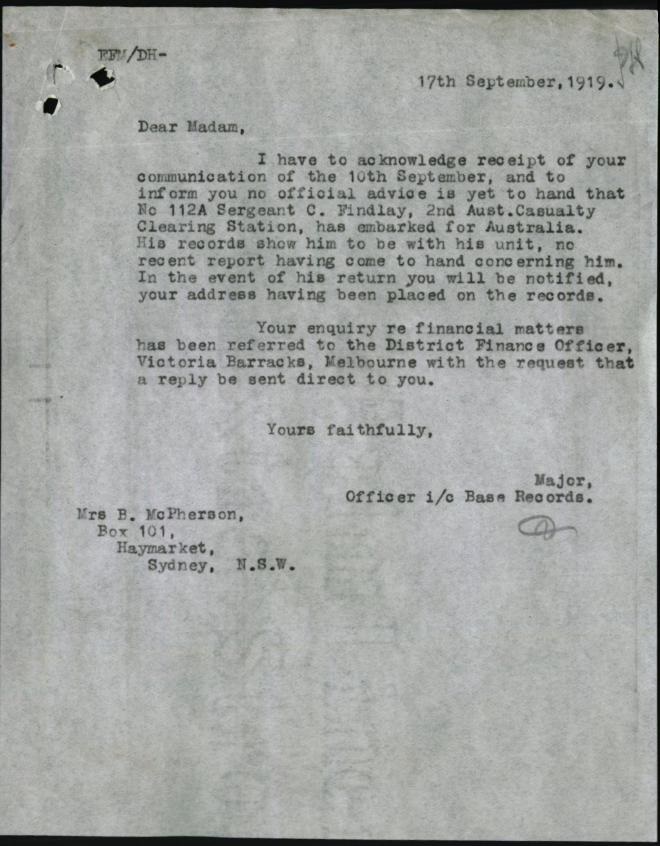 EFM/DH-
17th September, 1919.
Dear Madam,
I have to acknowledge receipt of your
communication of the 10th September, and to
inform you no official advice is yet to hand that
No 112A Sergeant C. Findlay, 2nd Aust.Casualty
Clearing Station, has embarked for Australia.
His records show him to be with his unit, no
recent report having come to hand concerning him.
In the event of his return you will be notified,
your address having been placed on the records.
Your enquiry re financial matters
has been referred to the District Finance Officer,
Victoria Barracks, Melbourne with the request that
a reply be sent direct to you.
Yours faithfully,
Major,
Officer i/c Base Records.
Mrs B. McPherson,
Box 101,
Haymarket,
Sydney, N.S.W.